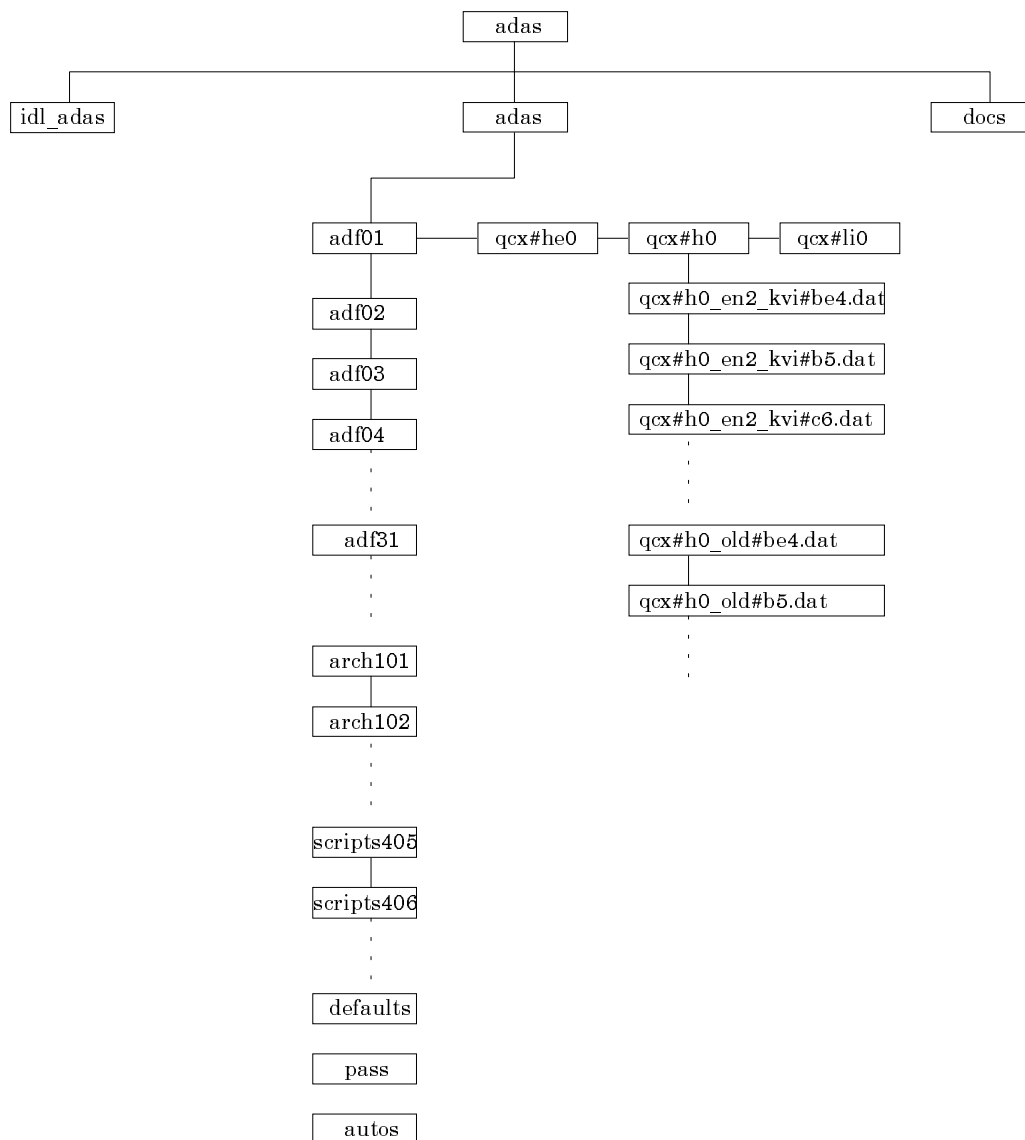 adas
idl_adas adas docs
adf01 qcx#he0 qcx#h0 qcx#li0
qcx#h0_en2_kvi#be4.dat
adf02
qcx#h0_en2_kvi#b5.dat
adf03
qcx#h0_en2_kvi#c6.dat
adf04
adf31 qcx#h0_old#be4.dat
qcx#h0_old#b5.dat
arch101
arch102
scripts405
scripts406
defaults
pass
autos